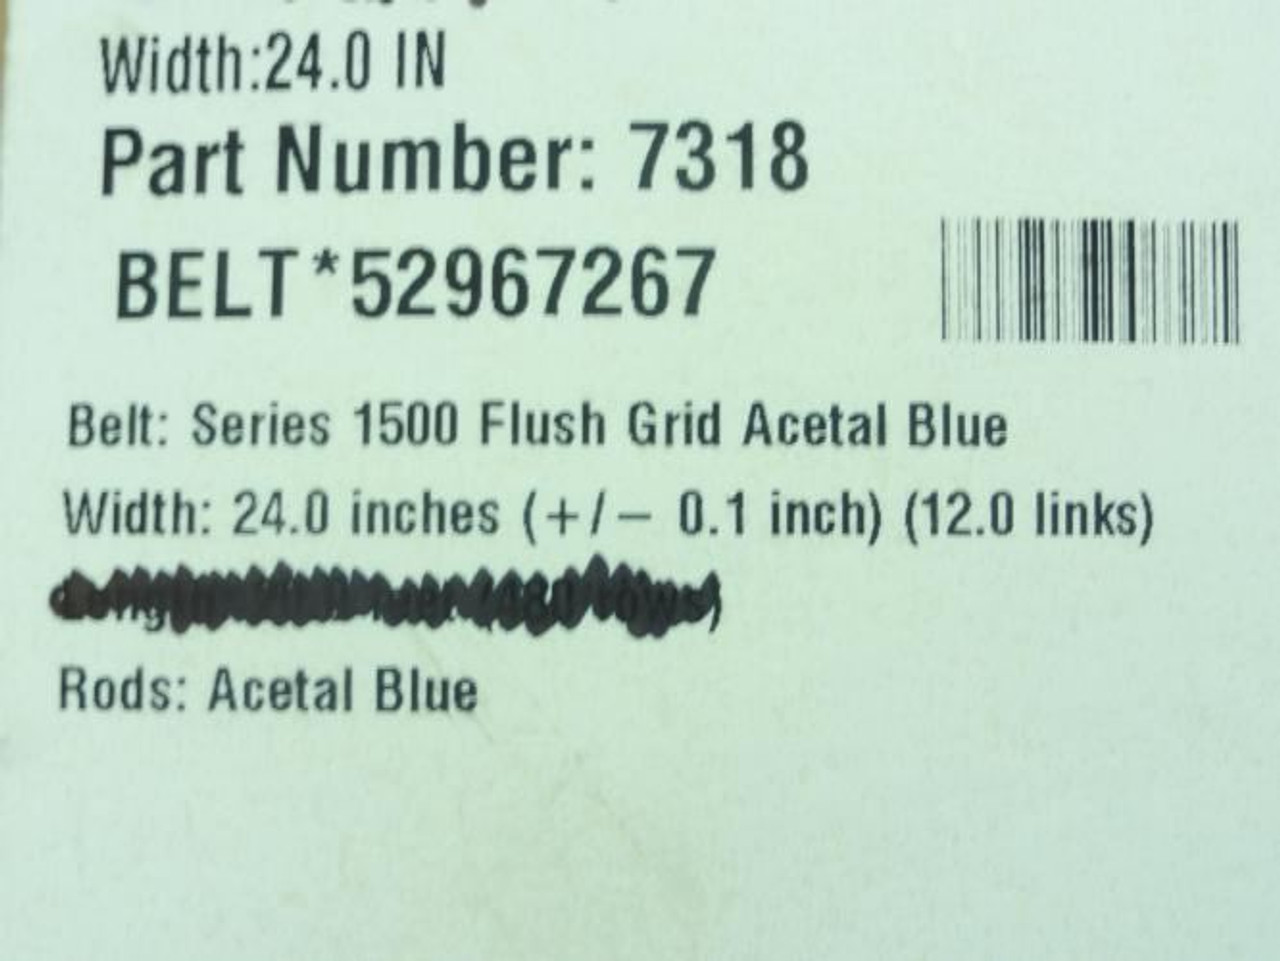 Width:24.0 IN
Part Number: 7318
BELT*52967267
Belt: Series 1500 Flush Grid Acetal Blue
Width: 24.0 inches (+/- 0.1 inch) (12.0 links)
Rods: Acetal Blue